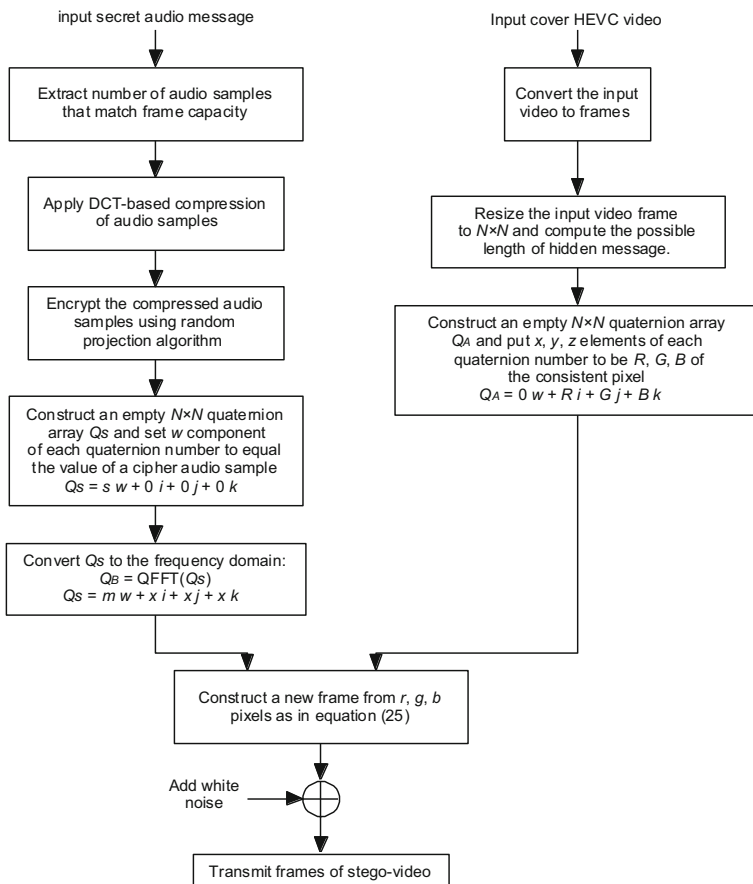 input secret audio message
Extract number of audio samples
that match frame capacity
Apply DCT-based compression
of audio samples
Encrypt the compressed audio
samples using random
projection algorithm
Construct an empty N×N quaternion
array Qs and set w component
of each quaternion number to equal
the value of a cipher audio sample
Qs = s w + 0 i + 0 j + 0 k
Convert Qs to the frequency domain:
QB = QFFT(Qs)
Qs = m w + x i + x j + x k
Input cover HEVC video
Convert the input
video to frames
Resize the input video frame
to N×N and compute the possible
length of hidden message.
Construct an empty N×N quaternion array
QA and put x, y, z elements of each
quaternion number to be R, G, B of
the consistent pixel
QA = 0 w + R i + G j + B k
Construct a new frame from r, g, b
pixels as in equation (25)
Add white
noise
Transmit frames of stego-video